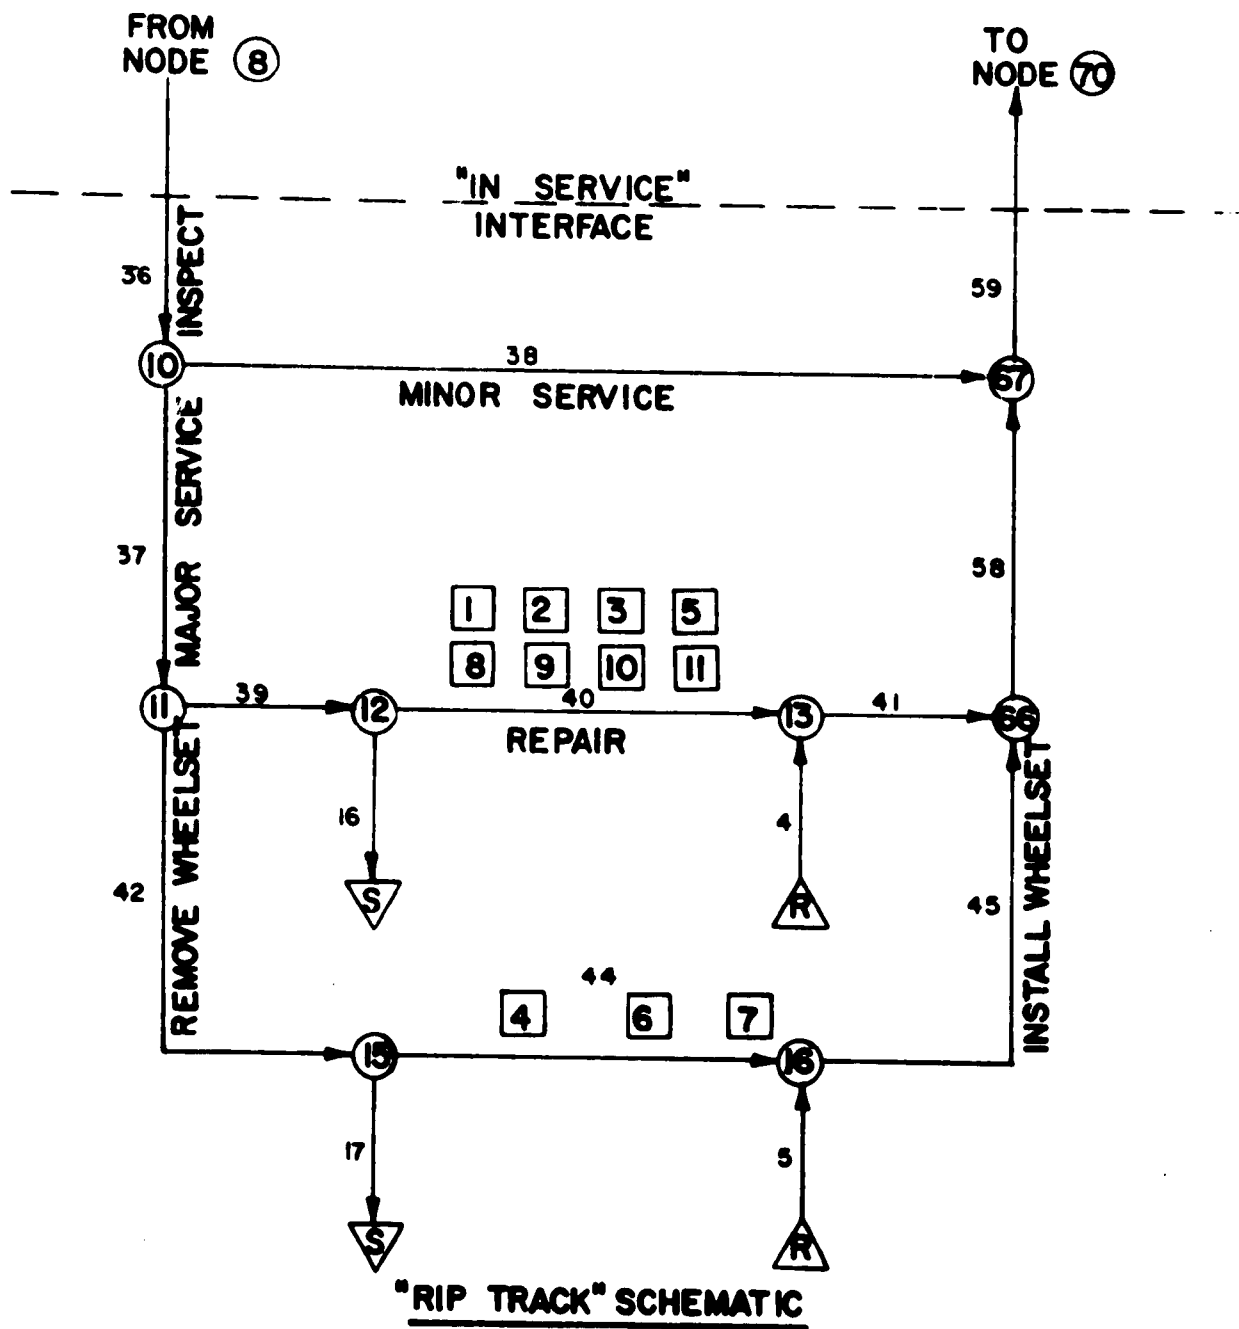 FROM
NODE 8
TO
NODE 70
"IN SERVICE"
INTERFACE
36
INSPECT
59
10
38
67
MINOR SERVICE
37
MAJOR SERVICE
58
1 2 3 5
8 9 10 11
11
39
12
40
13
41
66
REPAIR
16
4
S
R
42
REMOVE WHEELSET
45
INSTALL WHEELSET
44
4 6 7
15
16
17
5
S
R
"RIP TRACK" SCHEMATIC